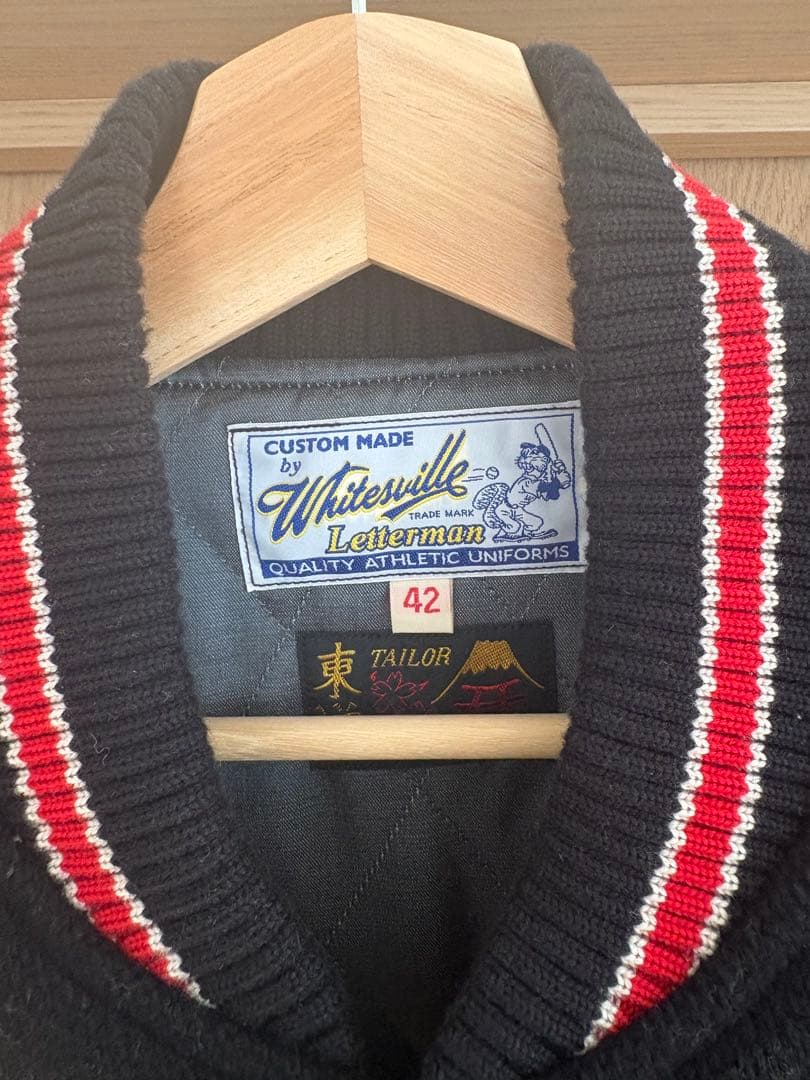 CUSTOM MADE
by
Whitesville
TRADE MARK
Letterman
QUALITY ATHLETIC UNIFORMS
42
東 TAILOR